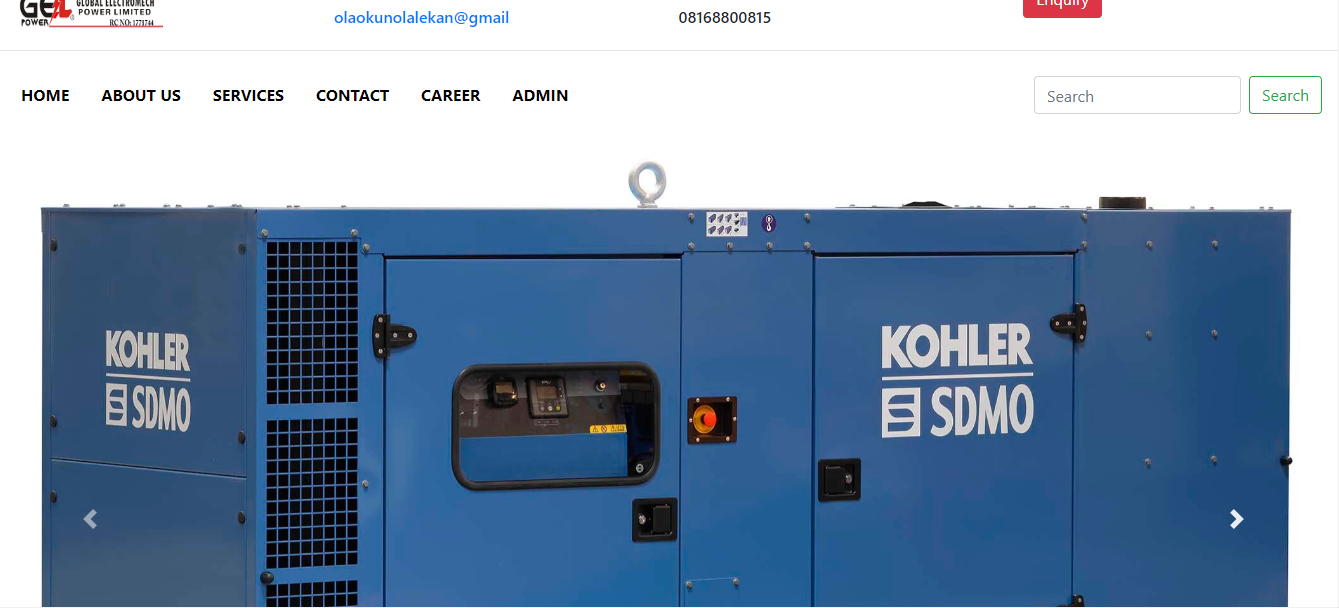 GEL GLOBAL ELECTROMECH
POWER LIMITED
POWER RC NO: 1771744
olaokunolalekan@gmail
08168800815
Enquiry
HOME ABOUT US SERVICES CONTACT CAREER ADMIN
Search Search
KOHLER
SDMO
KOHLER
SDMO